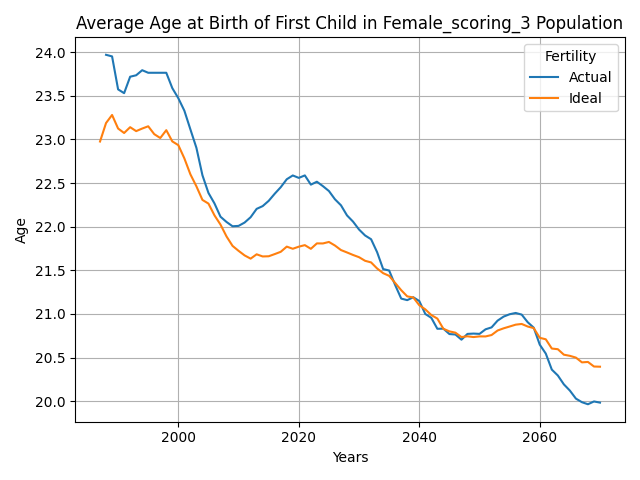 Average Age at Birth of First Child in Female_scoring_3 Population
Fertility
Actual
Ideal
Age
24.0
23.5
23.0
22.5
22.0
21.5
21.0
20.5
20.0
2000 2020 2040 2060
Years